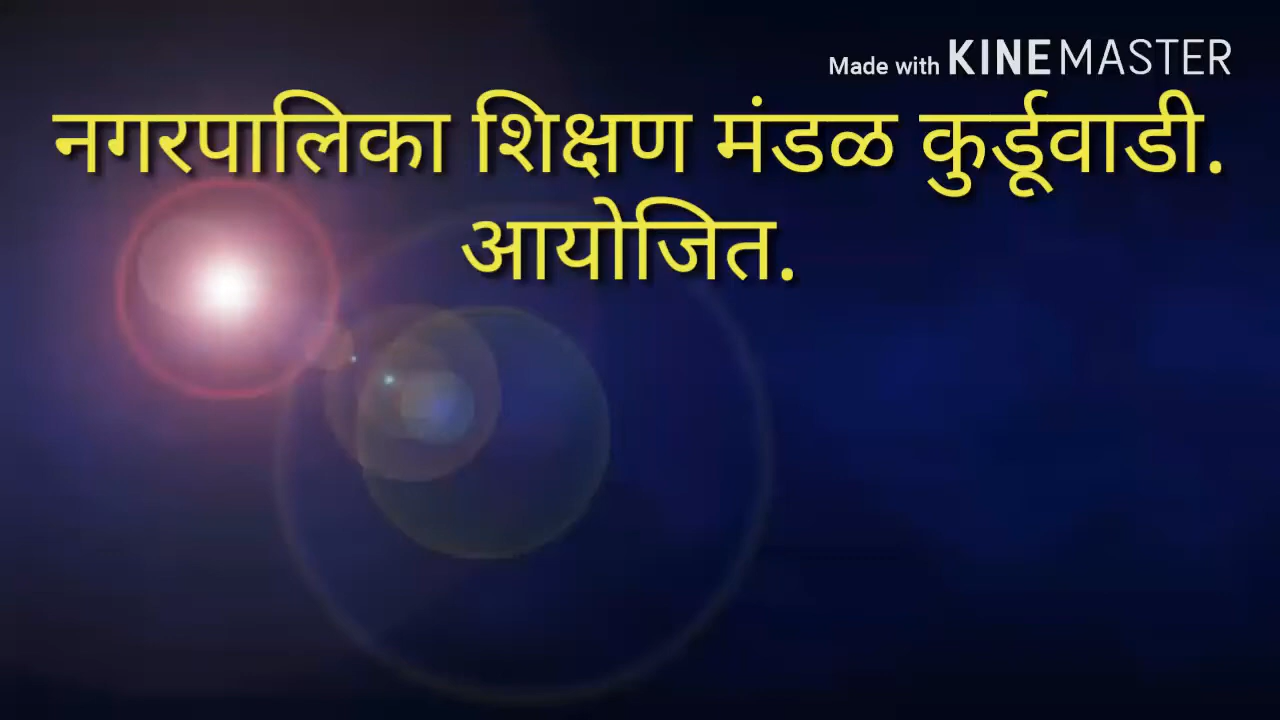 Made with KINEMASTER
नगरपालिका शिक्षण मंडळ कुर्डूवाडी.
आयोजित.